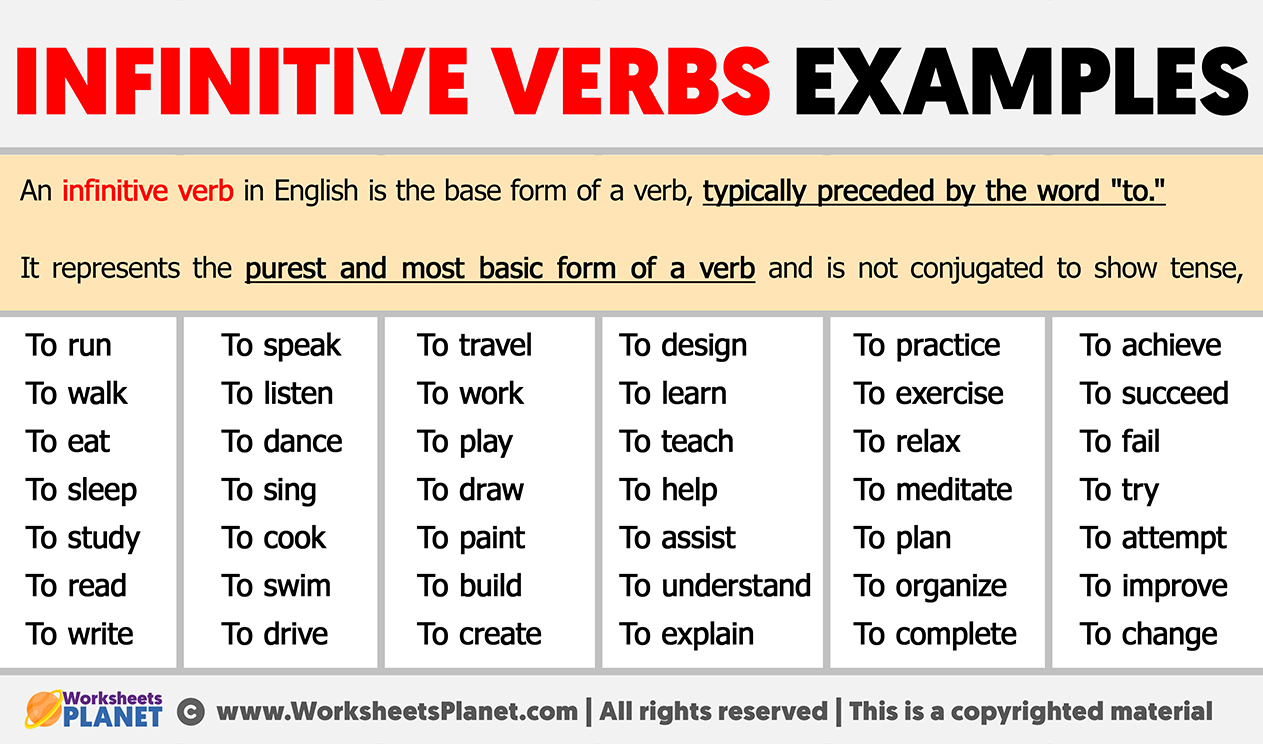 INFINITIVE VERBS EXAMPLES
An infinitive verb in English is the base form of a verb, typically preceded by the word "to."
It represents the purest and most basic form of a verb and is not conjugated to show tense,
To run
To walk
To eat
To sleep
To study
To read
To write
To speak
To listen
To dance
To sing
To cook
To swim
To drive
To travel
To work
To play
To draw
To paint
To build
To create
To design
To learn
To teach
To help
To assist
To understand
To explain
To practice
To exercise
To relax
To meditate
To plan
To organize
To complete
To achieve
To succeed
To fail
To try
To attempt
To improve
To change
Worksheets
PLANET
© www.WorksheetsPlanet.com | All rights reserved | This is a copyrighted material